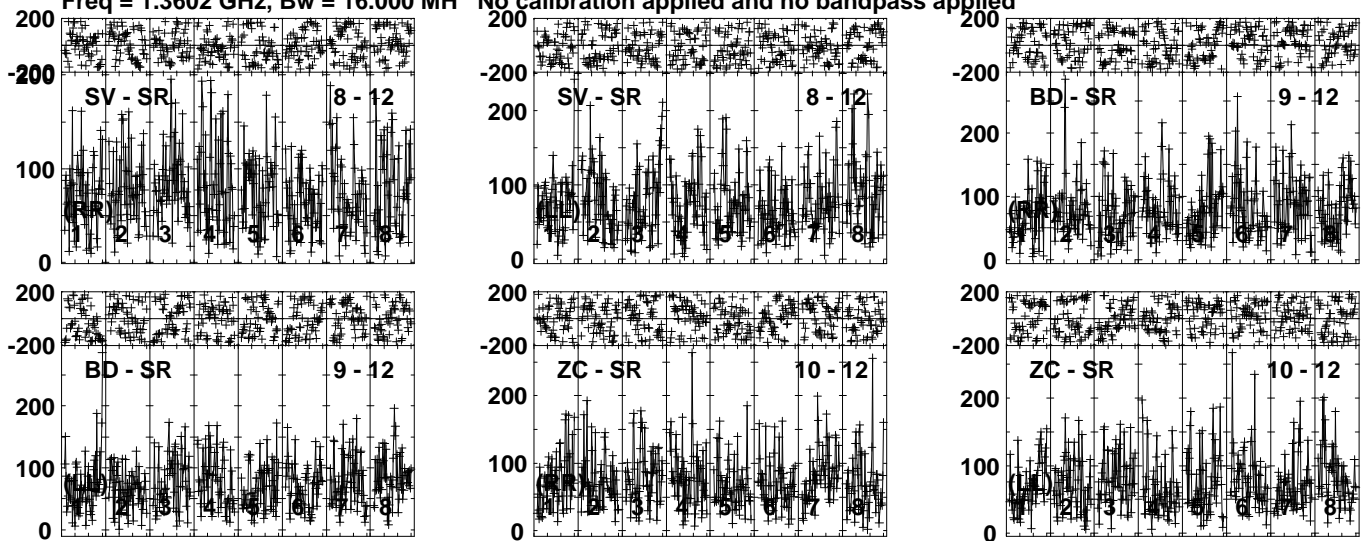 Freq = 1.3602 GHz, Bw = 16.000 MH No calibration applied and no bandpass applied
200
-200
200
SV - SR 8 - 12
100
(RR)
1 2 3 4 5 6 7 8
0
200
-200
SV - SR 8 - 12
200
100
(LL)
1 2 3 4 5 6 7 8
0
200
-200
BD - SR 9 - 12
200
100
(RR)
1 2 3 4 5 6 7 8
0
200
-200
BD - SR 9 - 12
200
100
(LL)
1 2 3 4 5 6 7 8
0
200
-200
ZC - SR 10 - 12
200
100
(RR)
1 2 3 4 5 6 7 8
0
200
-200
ZC - SR 10 - 12
200
100
(LL)
1 2 3 4 5 6 7 8
0